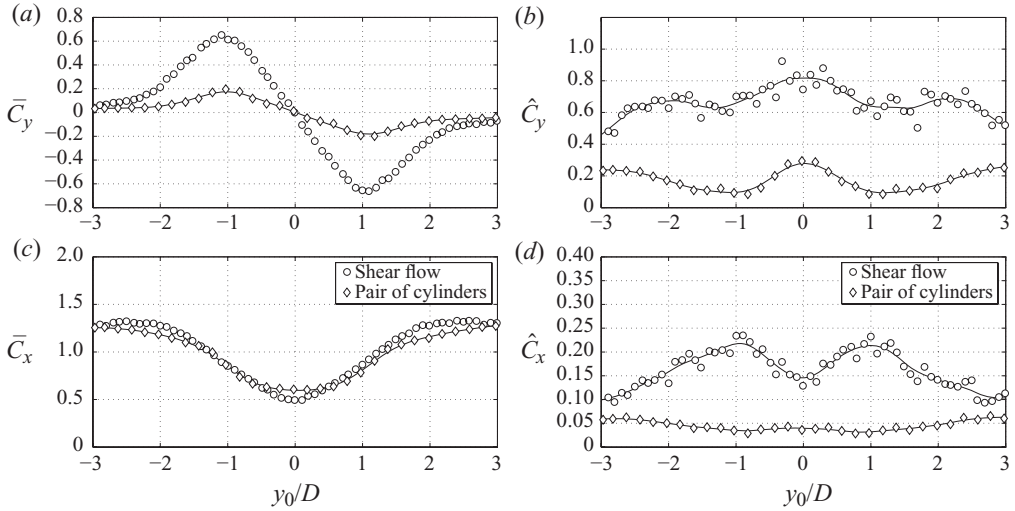 (a)
0.8
0.6
0.4
0.2
0
−0.2
−0.4
−0.6
−0.8
C̄y
−3 −2 −1 0 1 2 3
(b)
1.0
0.8
0.6
0.4
0.2
0
Ĉy
−3 −2 −1 0 1 2 3
(c)
2.0
1.5
1.0
0.5
0
C̄x
Shear flow
Pair of cylinders
−3 −2 −1 0 1 2 3
y0/D
(d)
0.40
0.35
0.30
0.25
0.20
0.15
0.10
0.05
0
Ĉx
Shear flow
Pair of cylinders
−3 −2 −1 0 1 2 3
y0/D